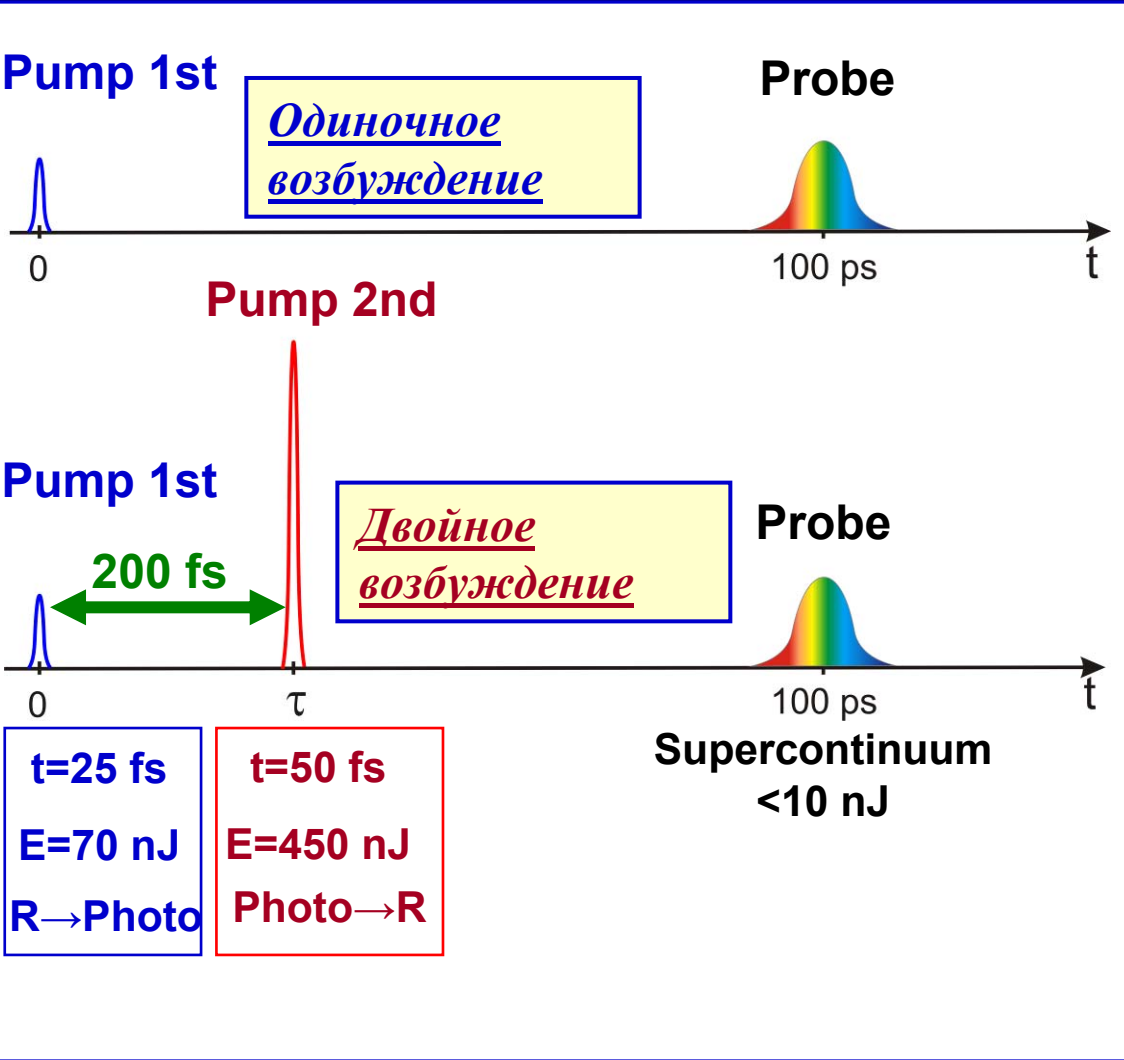 Pump 1st
Одиночное
возбуждение
Probe
0
100 ps
t
Pump 2nd
Pump 1st
200 fs
Двойное
возбуждение
Probe
0
τ
100 ps
t
t=25 fs
E=70 nJ
R→Photo
t=50 fs
E=450 nJ
Photo→R
Supercontinuum
<10 nJ